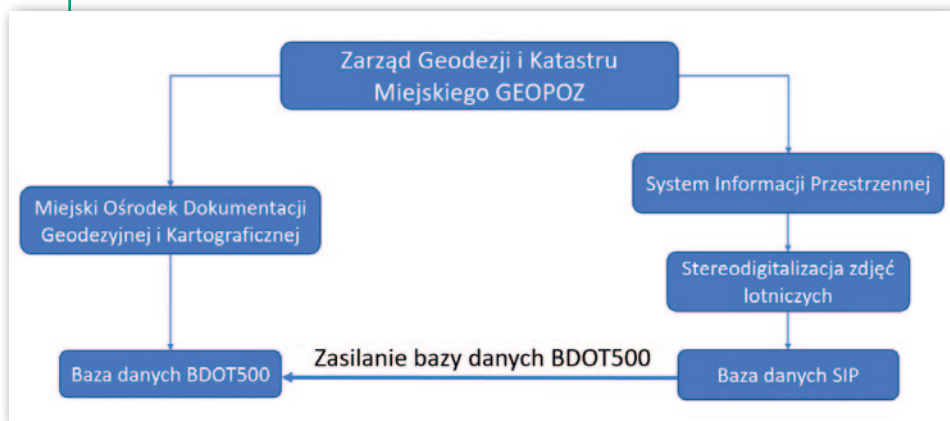 Zarząd Geodezji i Katastru
Miejskiego GEOPOZ
System Informacji Przestrzennej
Miejski Ośrodek Dokumentacji
Geodezyjnej i Kartograficznej
Stereodigitalizacja zdjęć
lotniczych
Zasilanie bazy danych BDOT500
Baza danych BDOT500
Baza danych SIP